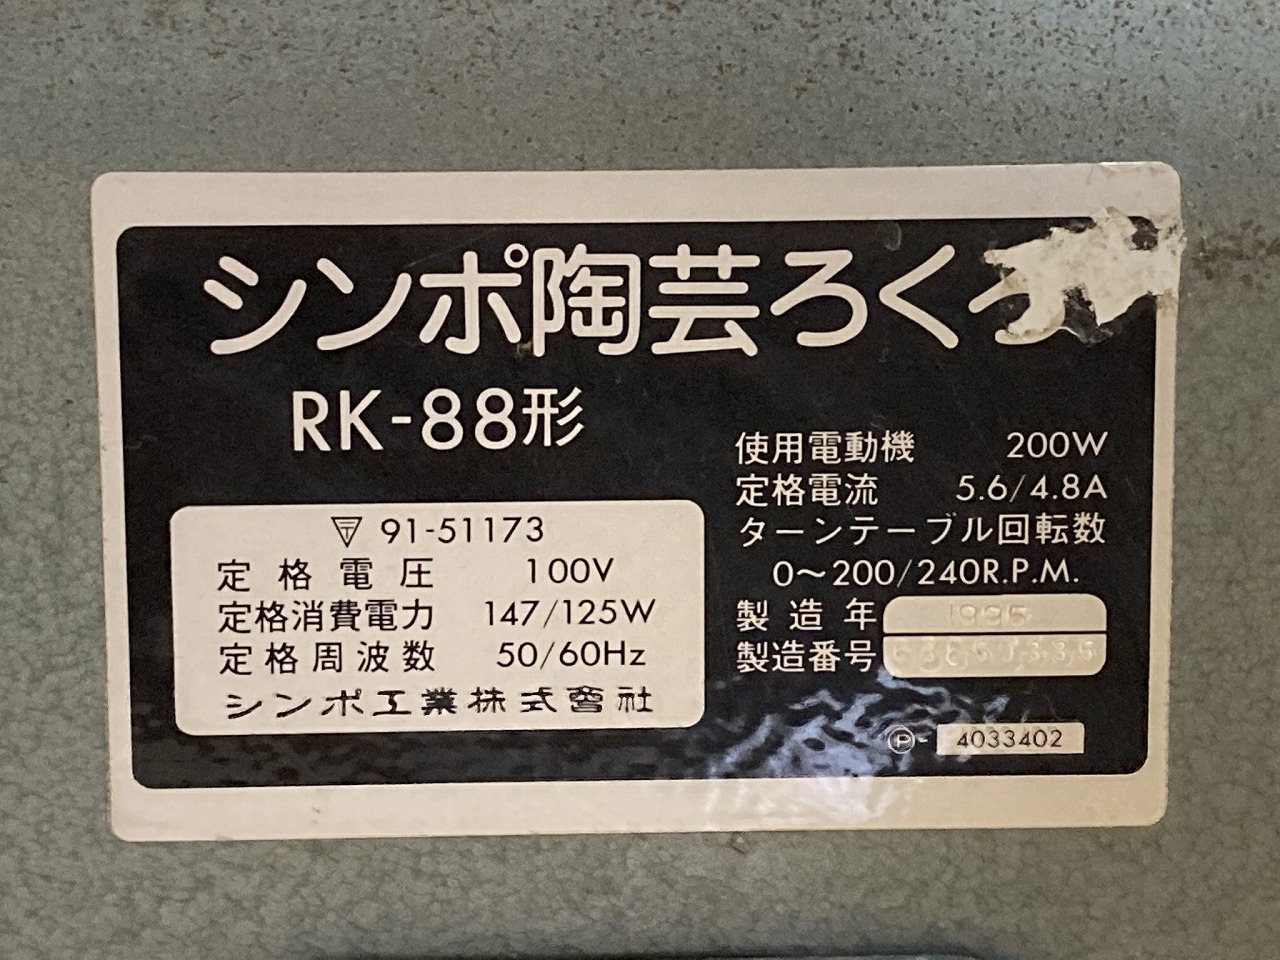 シンポ陶芸ろくろ
RK-88形
91-51173
定格電圧 100V
定格消費電力 147/125W
定格周波数 50/60Hz
シンポ工業株式會社
使用電動機 200W
定格電流 5.6/4.8A
ターンテーブル回転数
0〜200/240R.P.M.
製造年 1995
製造番号
Ⓟ- 4033402